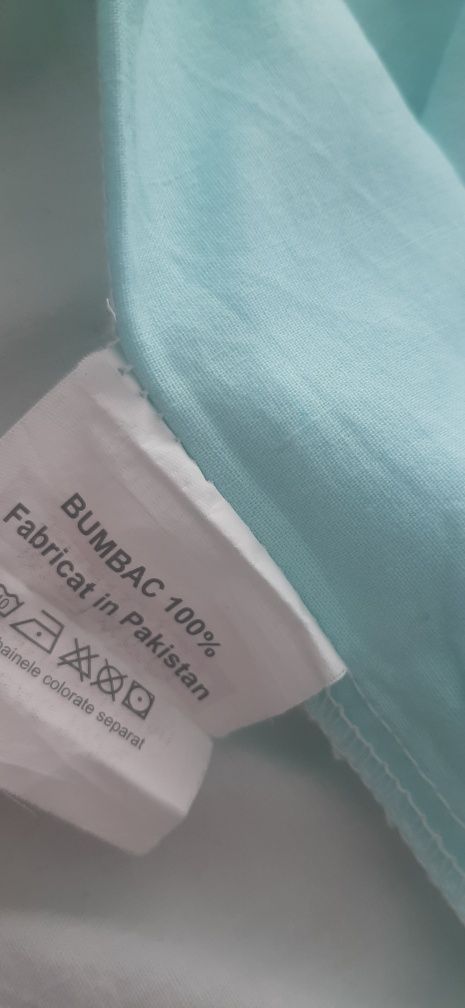 BUMBAC 100%
Fabricat in Pakistan
colorate separat